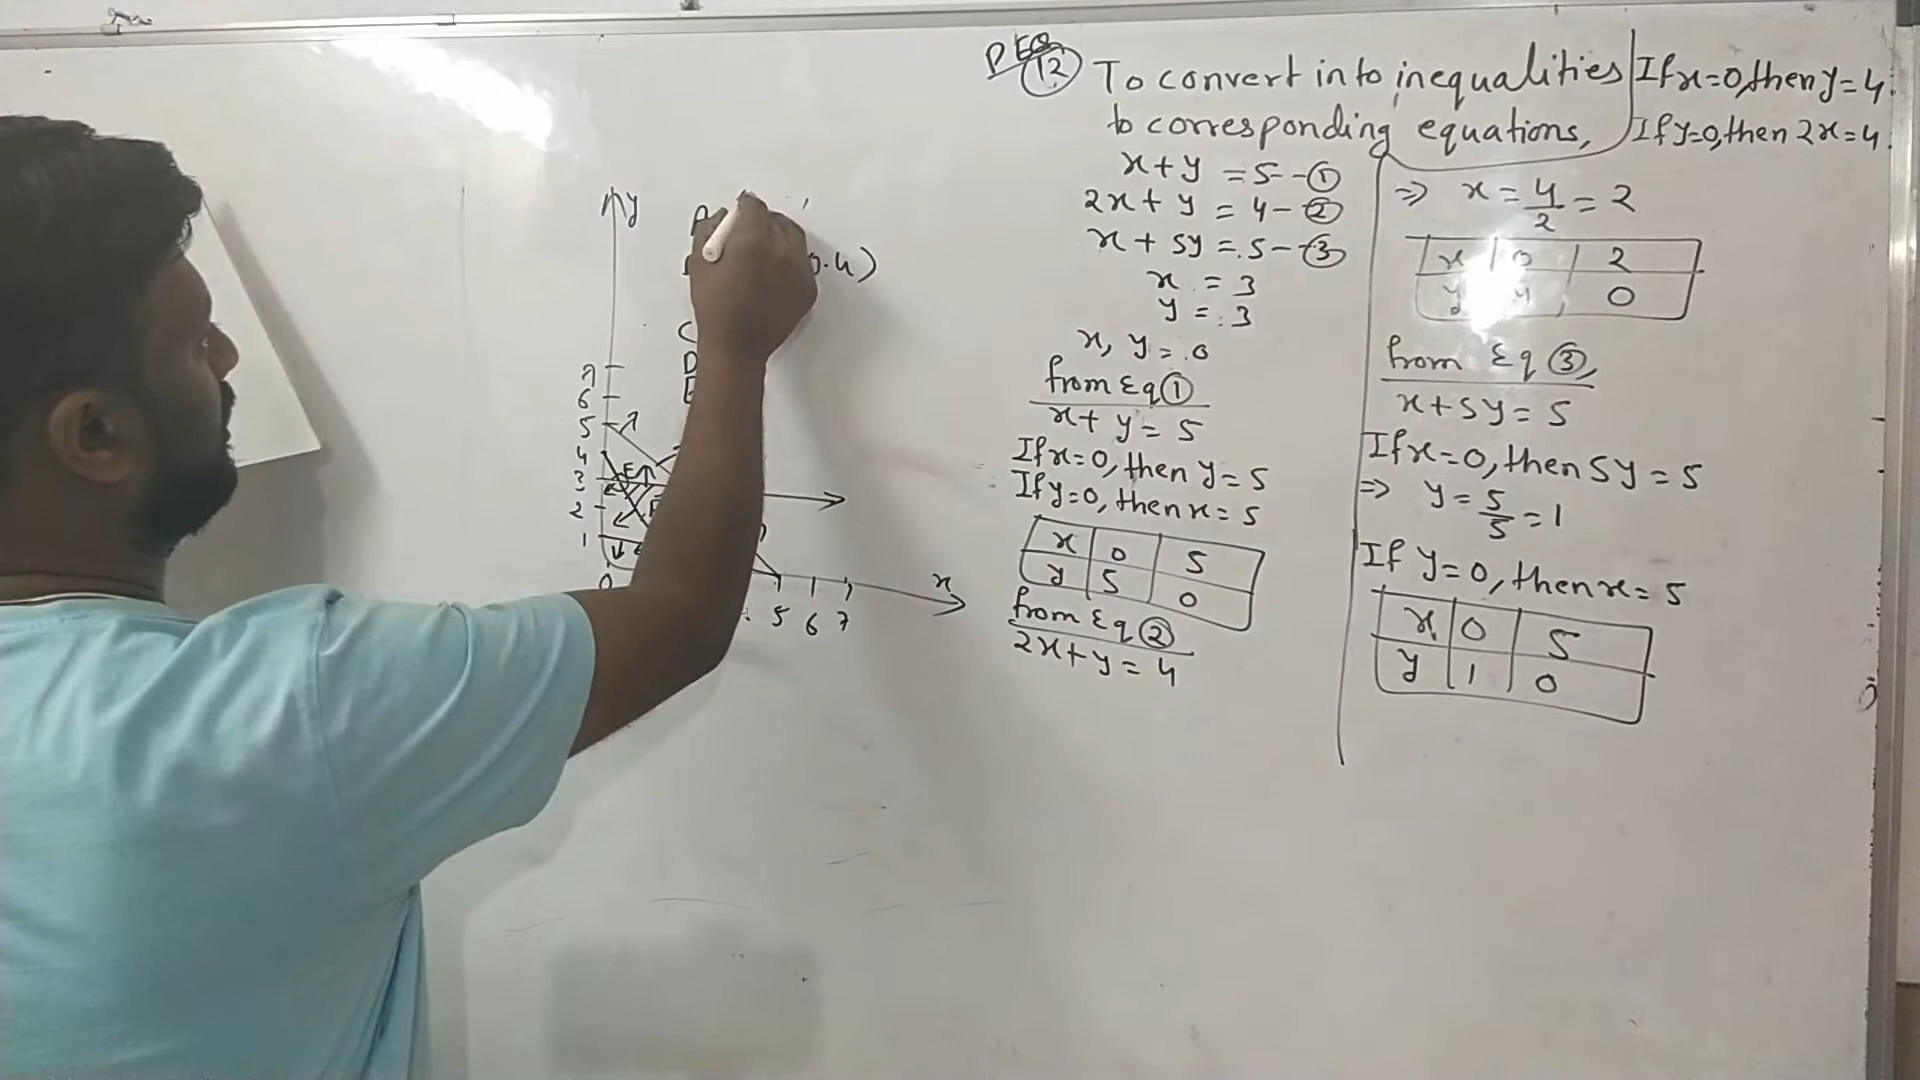 PEQ
12 To convert in to inequalities
to corresponding equations,
x + y = 5 - ①
2x + y = 4 - ②
x + 5y = 5 - ③
x = 3
y = 3
x, y = 0
from Eq ①
x + y = 5
If x=0, then y = 5
If y=0, then x = 5
x 0 5
y 5 0
from Eq ②
2x + y = 4
If x=0, then y = 4
If y=0, then 2x = 4
⇒ x = 4/2 = 2
x 0 2
y 4 0
from Eq ③,
x + 5y = 5
If x=0, then 5y = 5
⇒ y = 5/5 = 1
If y=0, then x = 5
x 0 5
y 1 0
y
A
0.4)
C
D
E
7
6
5
4
3
2
1
0
E
5 6 7
x